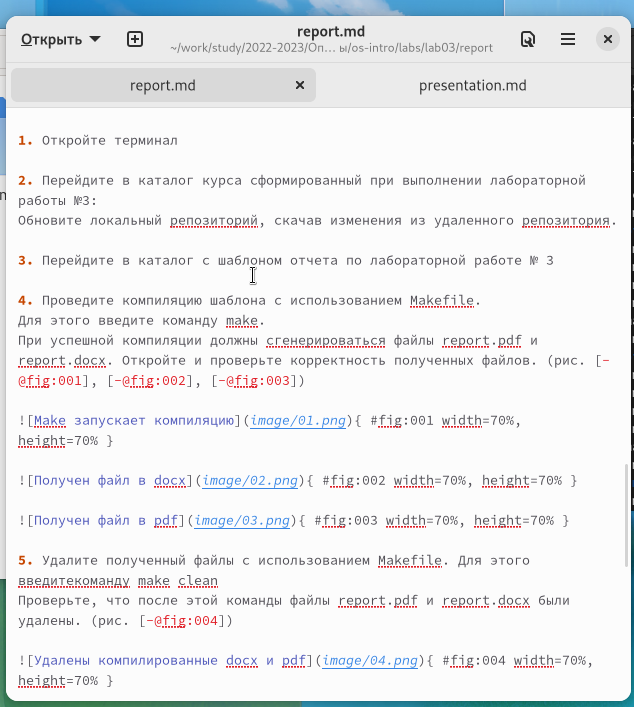 Открыть
report.md
~/work/study/2022-2023/Оп... ы/os-intro/labs/lab03/report
report.md
presentation.md
1. Откройте терминал
2. Перейдите в каталог курса сформированный при выполнении лабораторной
работы №3:
Обновите локальный репозиторий, скачав изменения из удаленного репозитория.
3. Перейдите в каталог с шаблоном отчета по лабораторной работе № 3
4. Проведите компиляцию шаблона с использованием Makefile.
Для этого введите команду make.
При успешной компиляции должны сгенерироваться файлы report.pdf и
report.docx. Откройте и проверьте корректность полученных файлов. (рис. [-
@fig:001], [-@fig:002], [-@fig:003])
![Make запускает компиляцию](image/01.png){ #fig:001 width=70%,
height=70% }
![Получен файл в docx](image/02.png){ #fig:002 width=70%, height=70% }
![Получен файл в pdf](image/03.png){ #fig:003 width=70%, height=70% }
5. Удалите полученный файлы с использованием Makefile. Для этого
введитекоманду make clean
Проверьте, что после этой команды файлы report.pdf и report.docx были
удалены. (рис. [-@fig:004])
![Удалены компилированные docx и pdf](image/04.png){ #fig:004 width=70%,
height=70% }